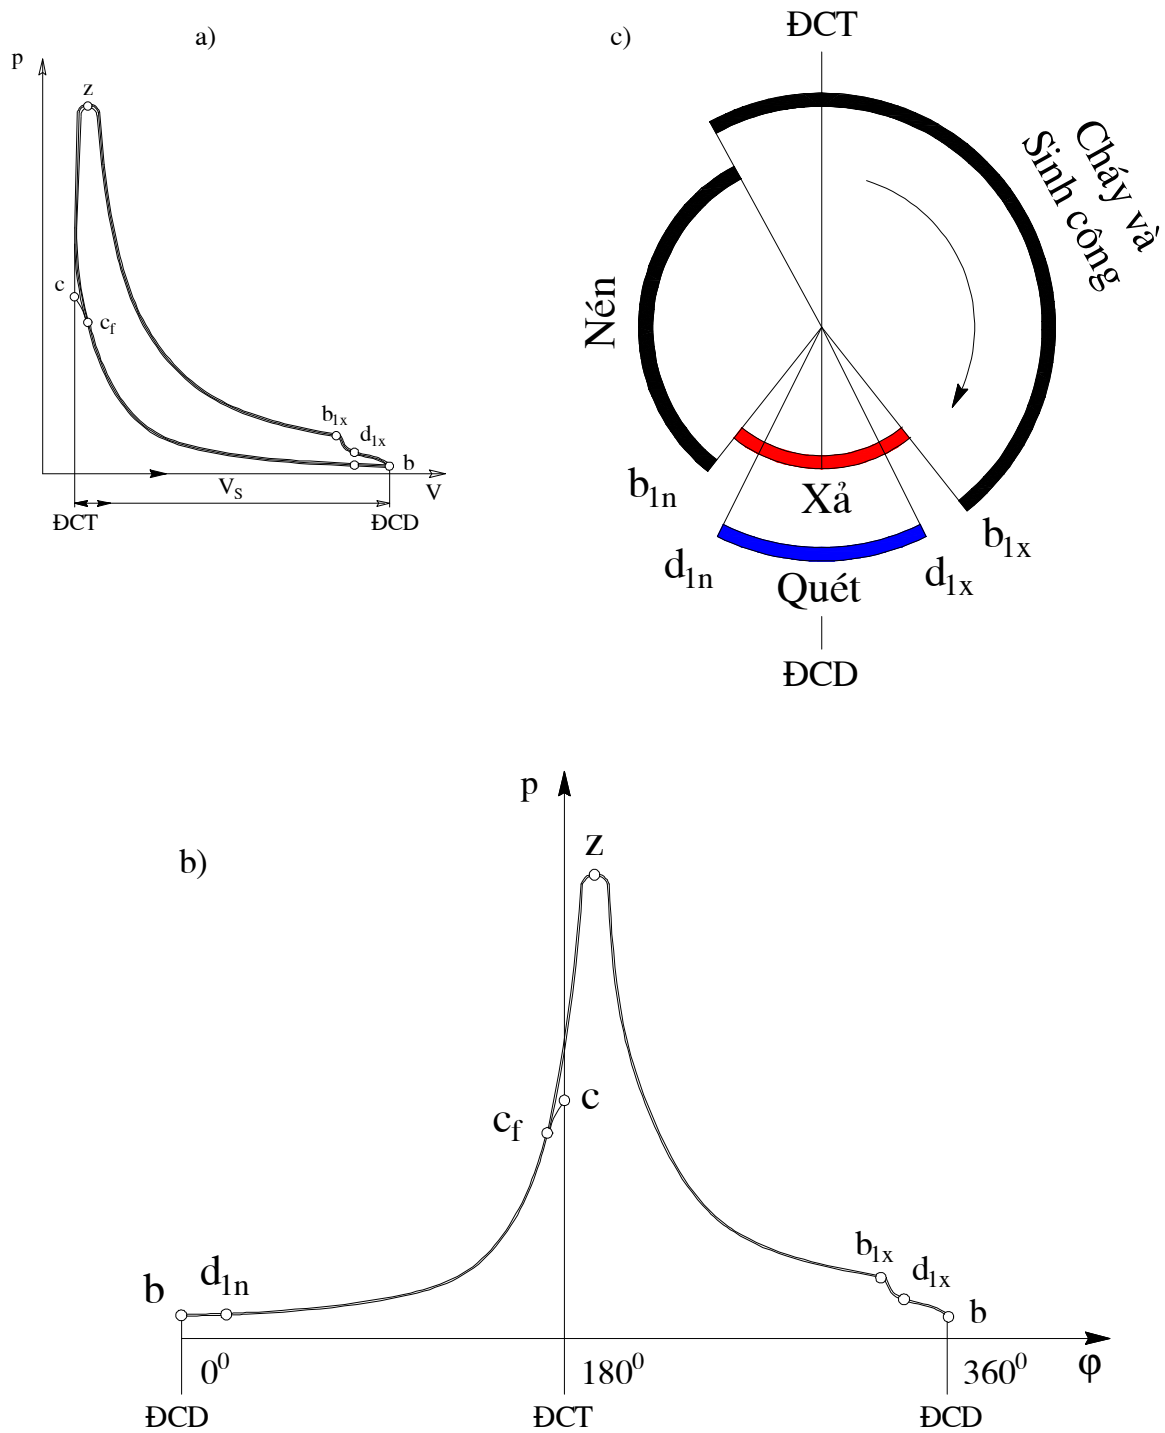 a)
p
z
c
c_f
b_1x
d_1x
b
V_S
V
ĐCT
ĐCD
c)
ĐCT
Cháy và
Sinh công
Nén
b_1n
Xả
b_1x
d_1n
Quét
d_1x
ĐCD
b)
p
z
c_f
c
b
d_1n
b_1x
d_1x
b
0^0
180^0
360^0
φ
ĐCD
ĐCT
ĐCD